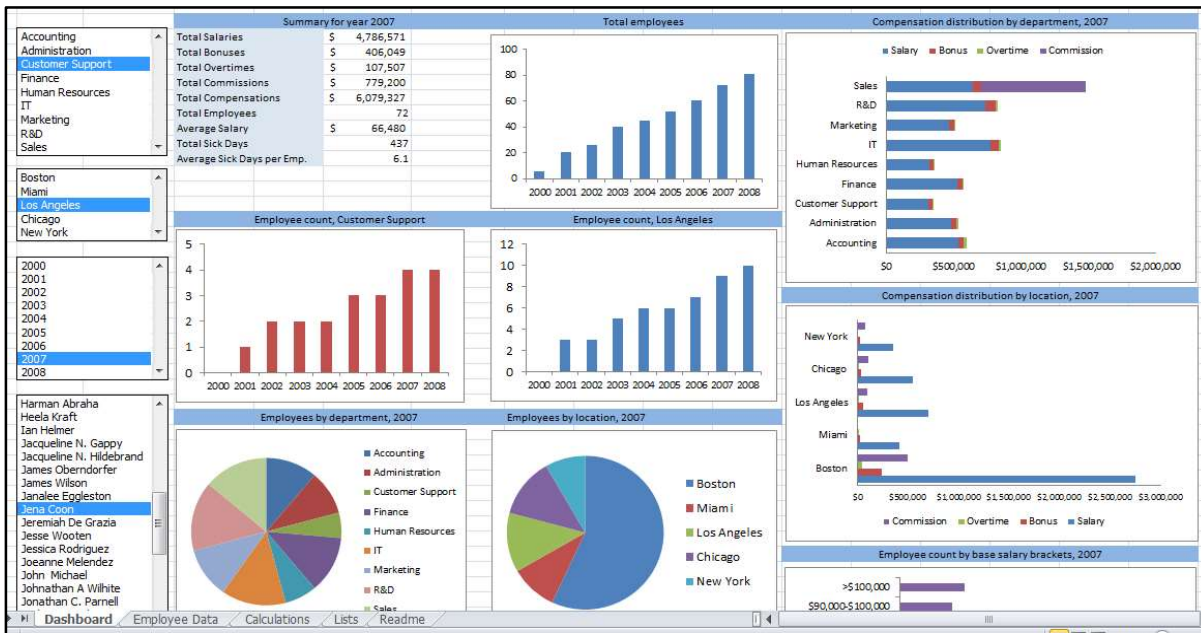 Accounting
Administration
Customer Support
Finance
Human Resources
IT
Marketing
R&D
Sales
Boston
Miami
Los Angeles
Chicago
New York
2000
2001
2002
2003
2004
2005
2006
2007
2008
Harman Abraha
Heela Kraft
Ian Helmer
Jacqueline N. Gappy
Jacqueline N. Hildebrand
James Oberndorfer
James Wilson
Janalee Eggleston
Jena Coon
Jeremiah De Grazia
Jesse Wooten
Jessica Rodriguez
Joeanne Melendez
John Michael
Johnathan A Wilhite
Jonathan C. Parnell
Summary for year 2007
Total Salaries $ 4,786,571
Total Bonuses $ 406,049
Total Overtimes $ 107,507
Total Commissions $ 779,200
Total Compensations $ 6,079,327
Total Employees 72
Average Salary $ 66,480
Total Sick Days 437
Average Sick Days per Emp. 6.1
Total employees
100
80
60
40
20
0
2000 2001 2002 2003 2004 2005 2006 2007 2008
Compensation distribution by department, 2007
Salary Bonus Overtime Commission
Sales
R&D
Marketing
IT
Human Resources
Finance
Customer Support
Administration
Accounting
$0 $500,000 $1,000,000 $1,500,000 $2,000,000
Employee count, Customer Support
5
4
3
2
1
0
2000 2001 2002 2003 2004 2005 2006 2007 2008
Employee count, Los Angeles
12
10
8
6
4
2
0
2000 2001 2002 2003 2004 2005 2006 2007 2008
Compensation distribution by location, 2007
New York
Chicago
Los Angeles
Miami
Boston
$0 $500,000 $1,000,000 $1,500,000 $2,000,000 $2,500,000 $3,000,000
Commission Overtime Bonus Salary
Employees by department, 2007
Accounting
Administration
Customer Support
Finance
Human Resources
IT
Marketing
R&D
Sales
Employees by location, 2007
Boston
Miami
Los Angeles
Chicago
New York
Employee count by base salary brackets, 2007
>$100,000
$90,000-$100,000
Dashboard Employee Data Calculations Lists Readme